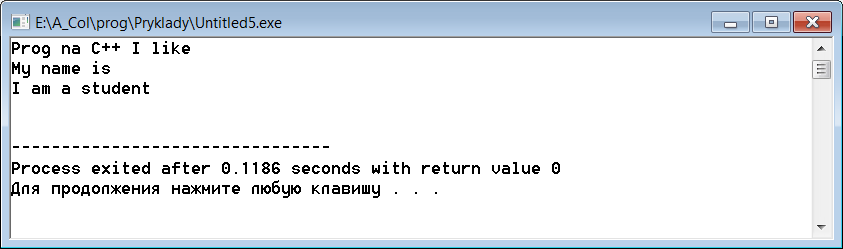 E:\A_Col\prog\Pryklady\Untitled5.exe
Prog na C++ I like
My name is
I am a student
--------------------------------
Process exited after 0.1186 seconds with return value 0
Для продолжения нажмите любую клавишу . . .